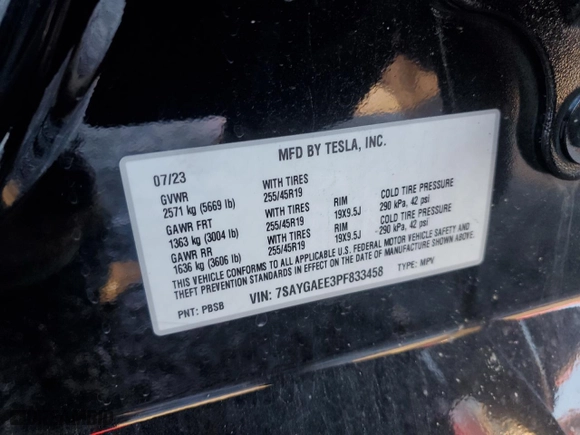 MFD BY TESLA, INC.
07/23
GVWR WITH TIRES RIM COLD TIRE PRESSURE
2571 kg (5669 lb) 255/45R19 19X9.5J 290 kPa, 42 psi
GAWR FRT WITH TIRES RIM COLD TIRE PRESSURE
1363 kg (3004 lb) 255/45R19 19X9.5J 290 kPa, 42 psi
GAWR RR WITH TIRES
1636 kg (3606 lb) 255/45R19
THIS VEHICLE CONFORMS TO ALL APPLICABLE U.S. FEDERAL MOTOR VEHICLE SAFETY AND
THEFT PREVENTION STANDARDS IN EFFECT ON THE DATE OF MANUFACTURE SHOWN ABOVE.
VIN: 7SAYGAEE3PF833458 TYPE: MPV
PNT: PBSB